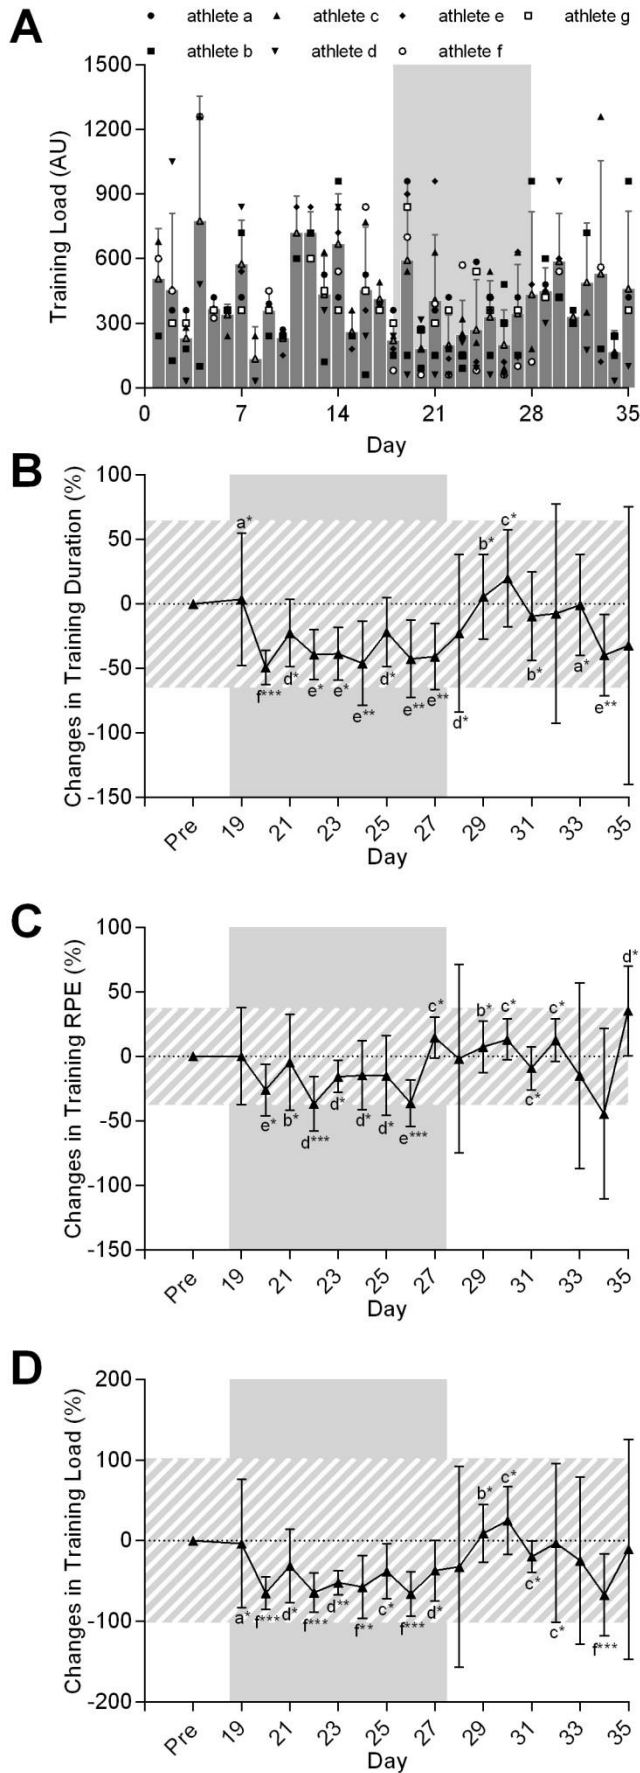 A
athlete a athlete c athlete e athlete g
athlete b athlete d athlete f
Training Load (AU)
1500
1200
900
600
300
0
0 7 14 21 28 35
Day
B
Changes in Training Duration (%)
100
50
0
-50
-100
-150
a* f*** d* e* e* e** d* e** e** d* b* c* b* a* e**
Pre 19 21 23 25 27 29 31 33 35
Day
C
Changes in Training RPE (%)
100
50
0
-50
-100
-150
e* b* d*** d* d* d* e*** c* b* c* c* c* d*
Pre 19 21 23 25 27 29 31 33 35
Day
D
Changes in Training Load (%)
200
100
0
-100
-200
a* f*** d* f*** d** f** c* f*** d* b* c* c* c* f***
Pre 19 21 23 25 27 29 31 33 35
Day